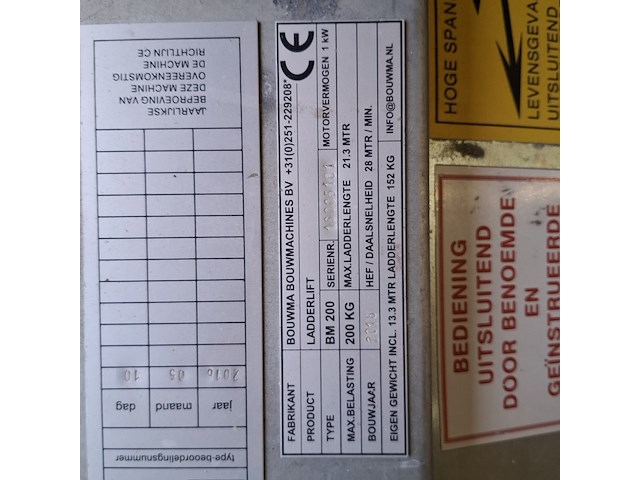 JAARLIJKSE
BEPROEVING VAN
DEZE MACHINE
OVEREENKOMSTIG
DE MACHINE
RICHTLIJN CE
2016 05 10
jaar maand dag
type-beoordelingsnummer
CE
FABRIKANT BOUWMA BOUWMACHINES BV +31(0)251-229208*
PRODUCT LADDERLIFT
TYPE BM 200 SERIENR. MOTORVERMOGEN 1 kW
MAX.BELASTING 200 KG MAX.LADDERLENGTE 21.3 MTR
BOUWJAAR 2016 HEF / DAALSNELHEID 28 MTR / MIN.
EIGEN GEWICHT INCL. 13.3 MTR LADDERLENGTE 152 KG INFO@BOUWMA.NL
HOGE SPAN
LEVENSGEVA
UITSLUITEND
BEDIENING
UITSLUITEND
DOOR BENOEMDE
EN
GEÏNSTRUEERDE